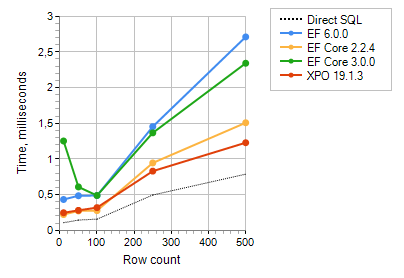 3
2,5
2
1,5
1
0,5
0
0 100 200 300 400 500
Time, milliseconds
Row count
Direct SQL
EF 6.0.0
EF Core 2.2.4
EF Core 3.0.0
XPO 19.1.3